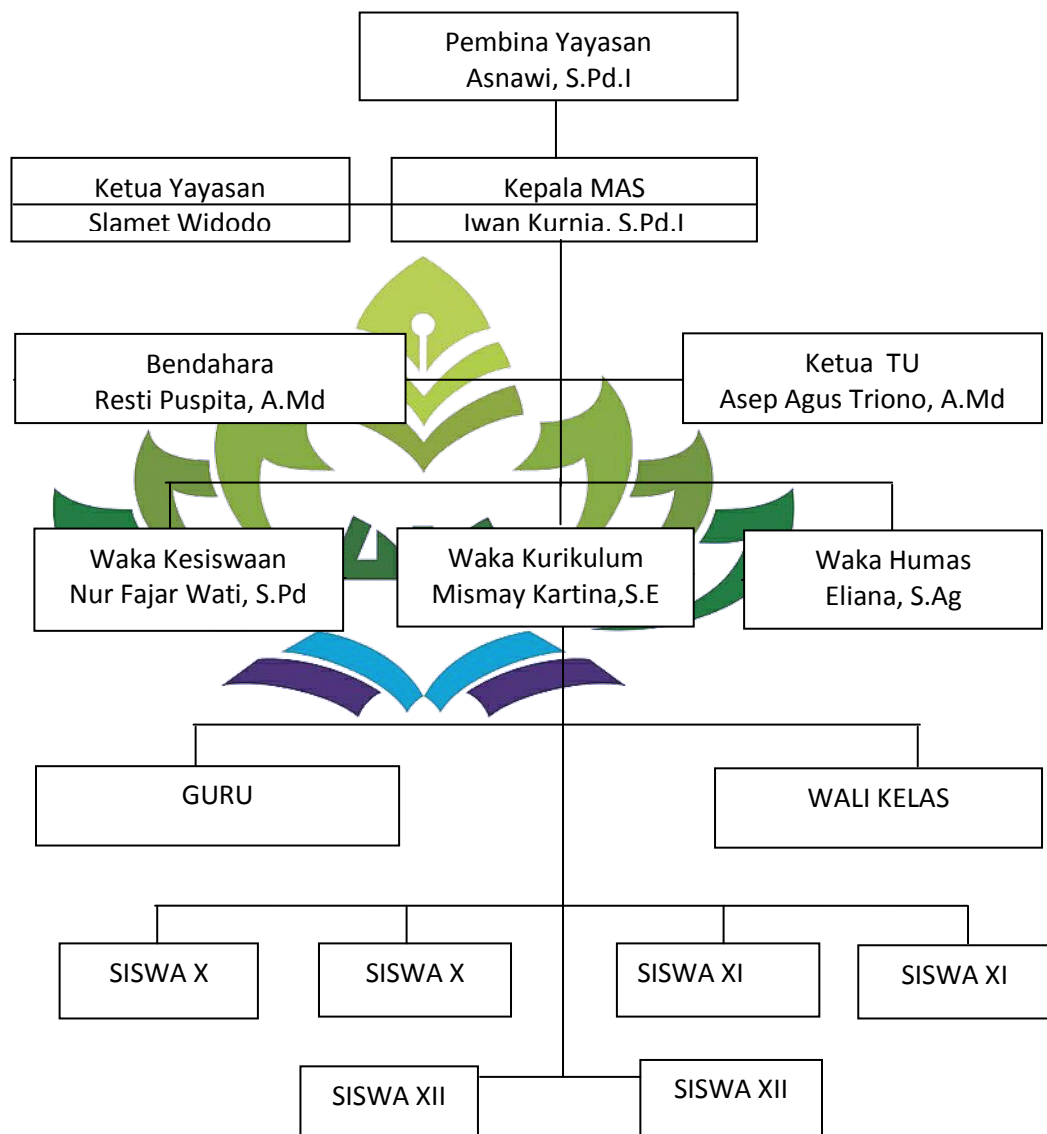 Pembina Yayasan
Asnawi, S.Pd.I
Ketua Yayasan
Slamet Widodo
Kepala MAS
Iwan Kurnia, S.Pd.I
Bendahara
Resti Puspita, A.Md
Ketua TU
Asep Agus Triono, A.Md
Waka Kesiswaan
Nur Fajar Wati, S.Pd
Waka Kurikulum
Mismay Kartina,S.E
Waka Humas
Eliana, S.Ag
GURU
WALI KELAS
SISWA X
SISWA X
SISWA XI
SISWA XI
SISWA XII
SISWA XII